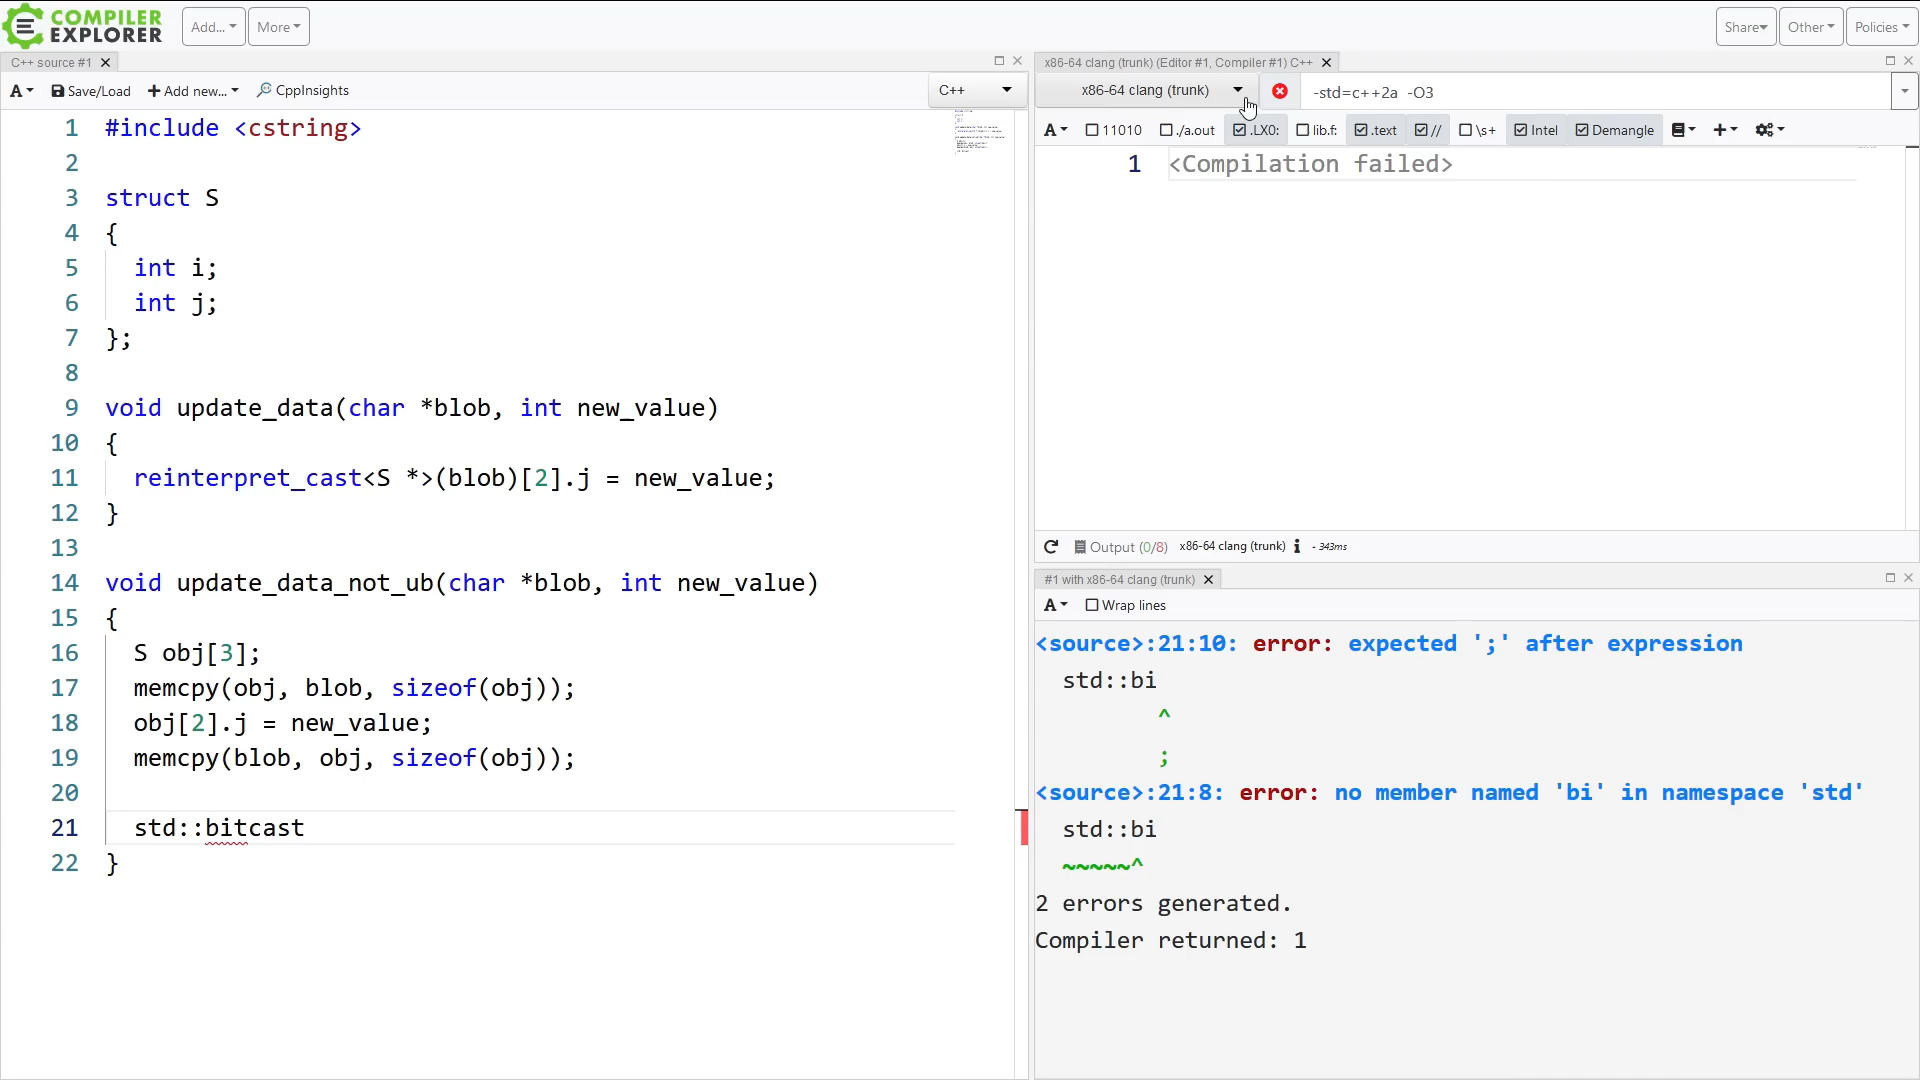 COMPILER
EXPLORER
Add...
More
Share
Other
Policies
C++ source #1
A
Save/Load
Add new...
CppInsights
C++
1 #include <cstring>
2
3 struct S
4 {
5 int i;
6 int j;
7 };
8
9 void update_data(char *blob, int new_value)
10 {
11 reinterpret_cast<S *>(blob)[2].j = new_value;
12 }
13
14 void update_data_not_ub(char *blob, int new_value)
15 {
16 S obj[3];
17 memcpy(obj, blob, sizeof(obj));
18 obj[2].j = new_value;
19 memcpy(blob, obj, sizeof(obj));
20
21 std::bitcast
22 }
x86-64 clang (trunk) (Editor #1, Compiler #1) C++
x86-64 clang (trunk)
-std=c++2a -O3
A
11010
./a.out
.LX0:
lib.f:
.text
//
\s+
Intel
Demangle
1 <Compilation failed>
Output (0/8) x86-64 clang (trunk) i - 343ms
#1 with x86-64 clang (trunk)
A
Wrap lines
<source>:21:10: error: expected ';' after expression
std::bi
^
;
<source>:21:8: error: no member named 'bi' in namespace 'std'
std::bi
~~~~~^
2 errors generated.
Compiler returned: 1